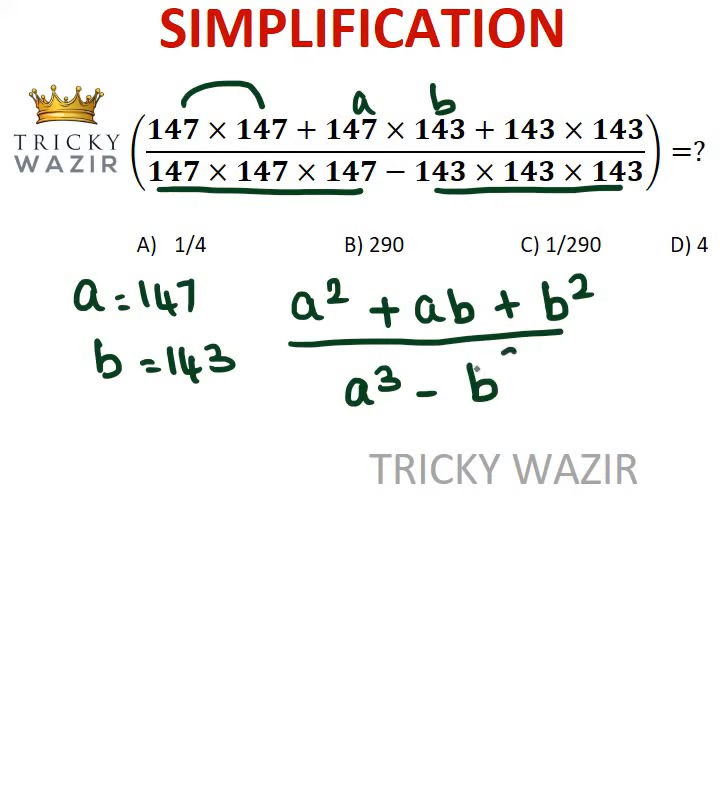 SIMPLIFICATION
TRICKY
WAZIR
a b
(147 × 147 + 147 × 143 + 143 × 143 / 147 × 147 × 147 − 143 × 143 × 143) =?
A) 1/4 B) 290 C) 1/290 D) 4
a = 147
b = 143
a² + ab + b²
a³ - b
TRICKY WAZIR